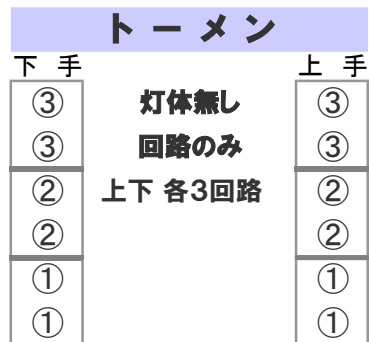 トーメン
下手 上手
③ 灯体無し ③
③ 回路のみ ③
② 上下 各3回路 ②
② ②
① ①
① ①